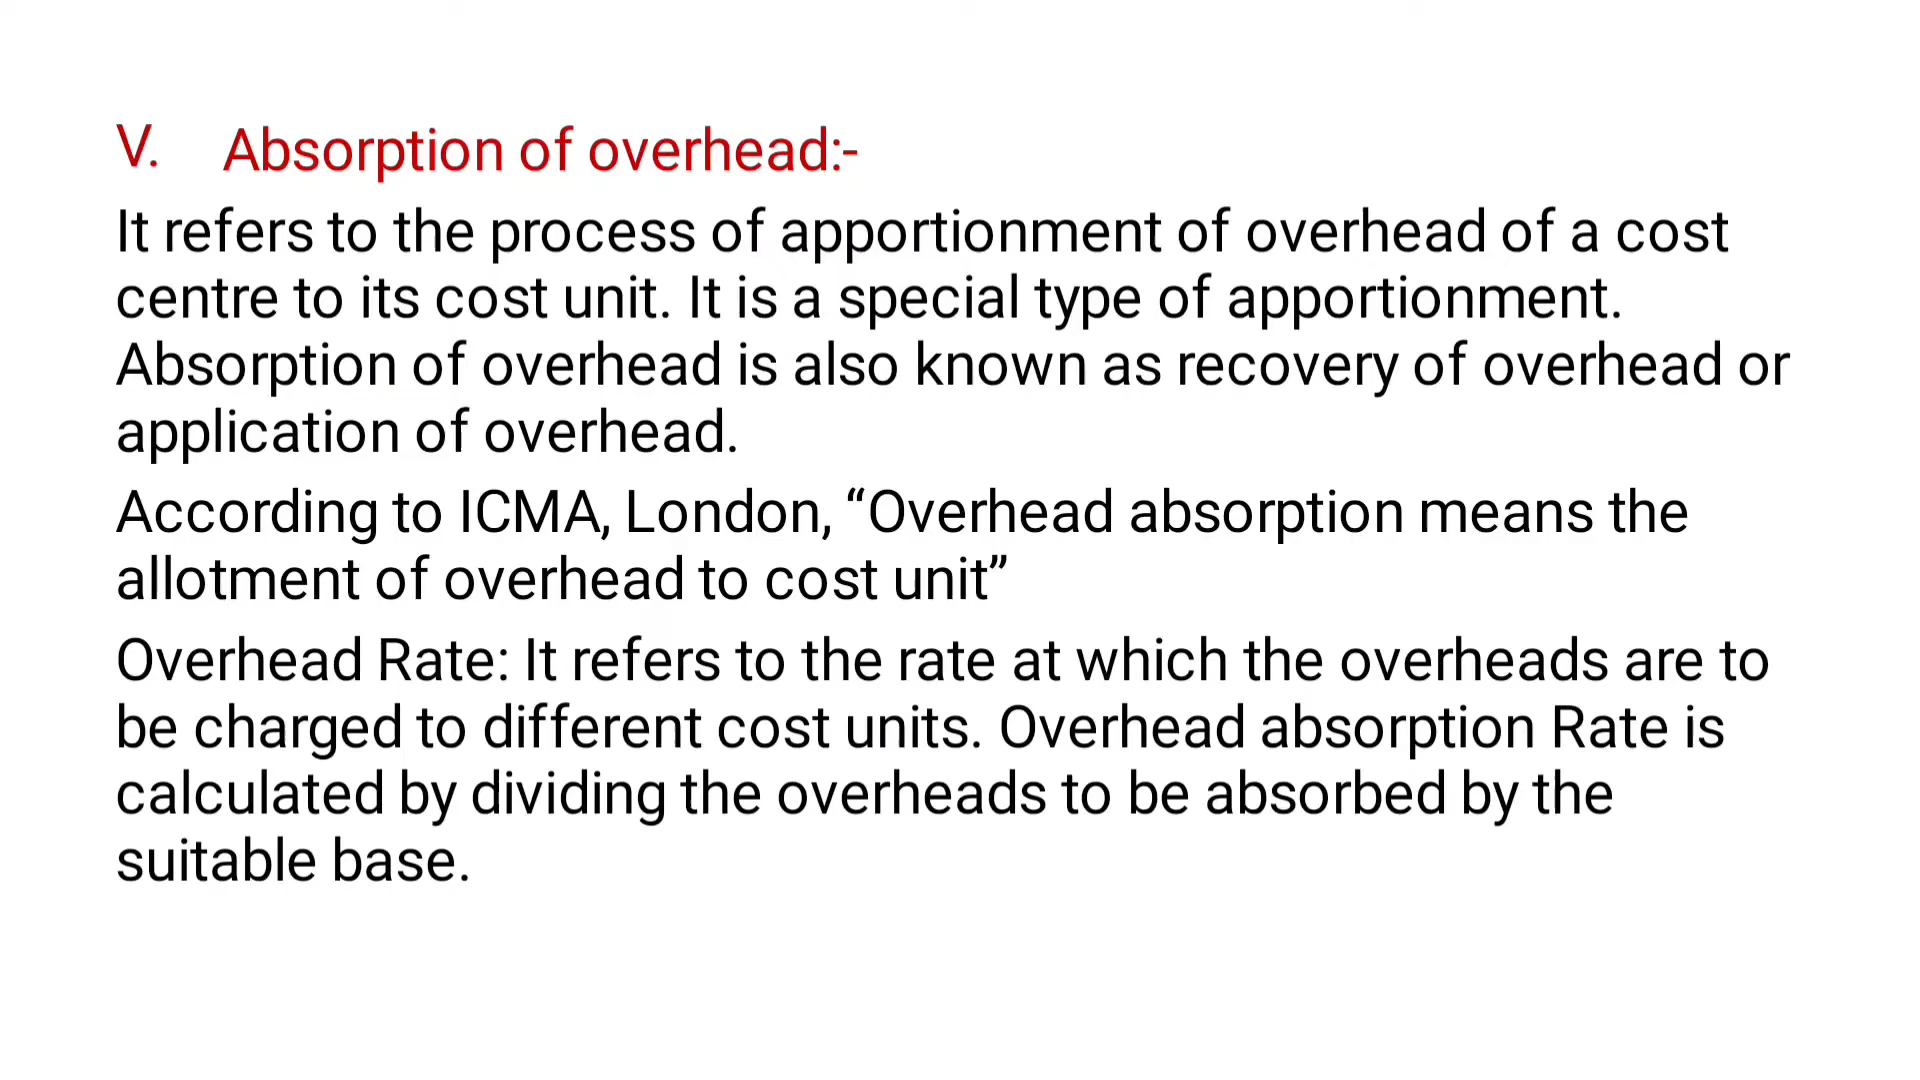 V. Absorption of overhead:-
It refers to the process of apportionment of overhead of a cost
centre to its cost unit. It is a special type of apportionment.
Absorption of overhead is also known as recovery of overhead or
application of overhead.
According to ICMA, London, “Overhead absorption means the
allotment of overhead to cost unit”
Overhead Rate: It refers to the rate at which the overheads are to
be charged to different cost units. Overhead absorption Rate is
calculated by dividing the overheads to be absorbed by the
suitable base.